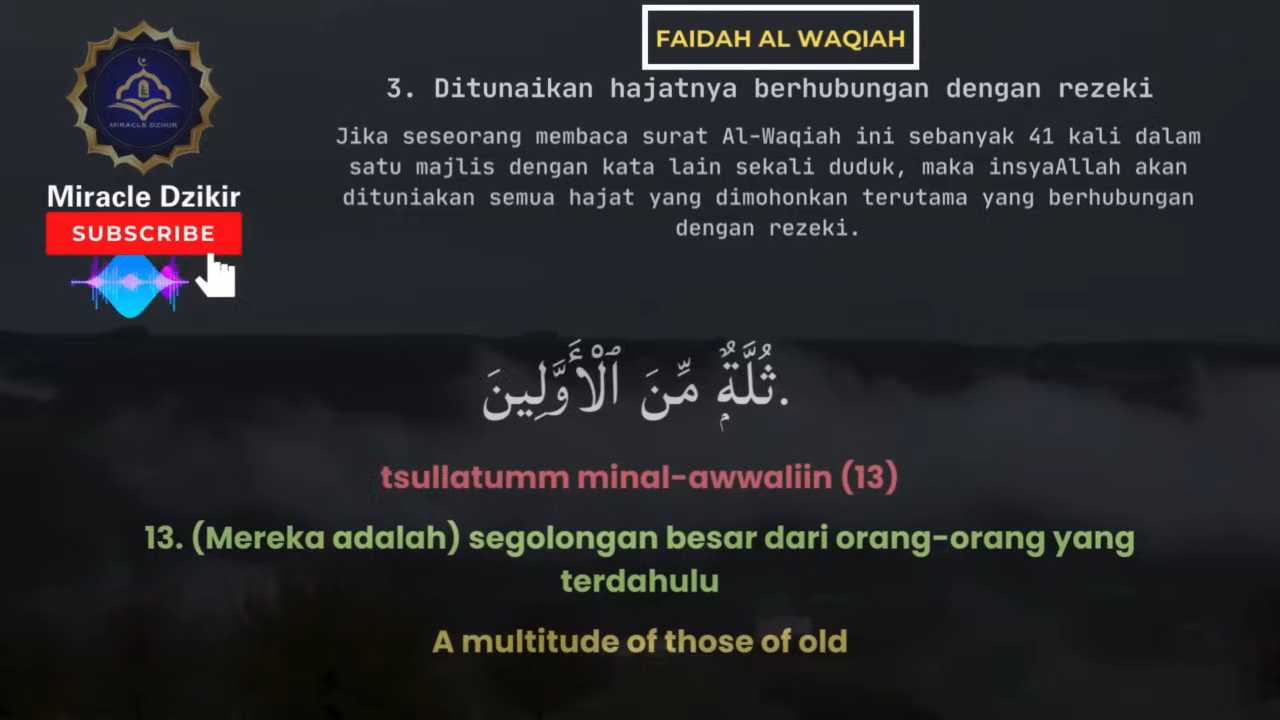 FAIDAH AL WAQIAH
3. Ditunaikan hajatnya berhubungan dengan rezeki
Jika seseorang membaca surat Al-Waqiah ini sebanyak 41 kali dalam
satu majlis dengan kata lain sekali duduk, maka insyaAllah akan
dituniakan semua hajat yang dimohonkan terutama yang berhubungan
dengan rezeki.
MIRACLE DZIKIR
Miracle Dzikir
SUBSCRIBE
ثُلَّةٌۭ مِّنَ ٱلْأَوَّلِينَ.
tsullatumm minal-awwaliin (13)
13. (Mereka adalah) segolongan besar dari orang-orang yang
terdahulu
A multitude of those of old